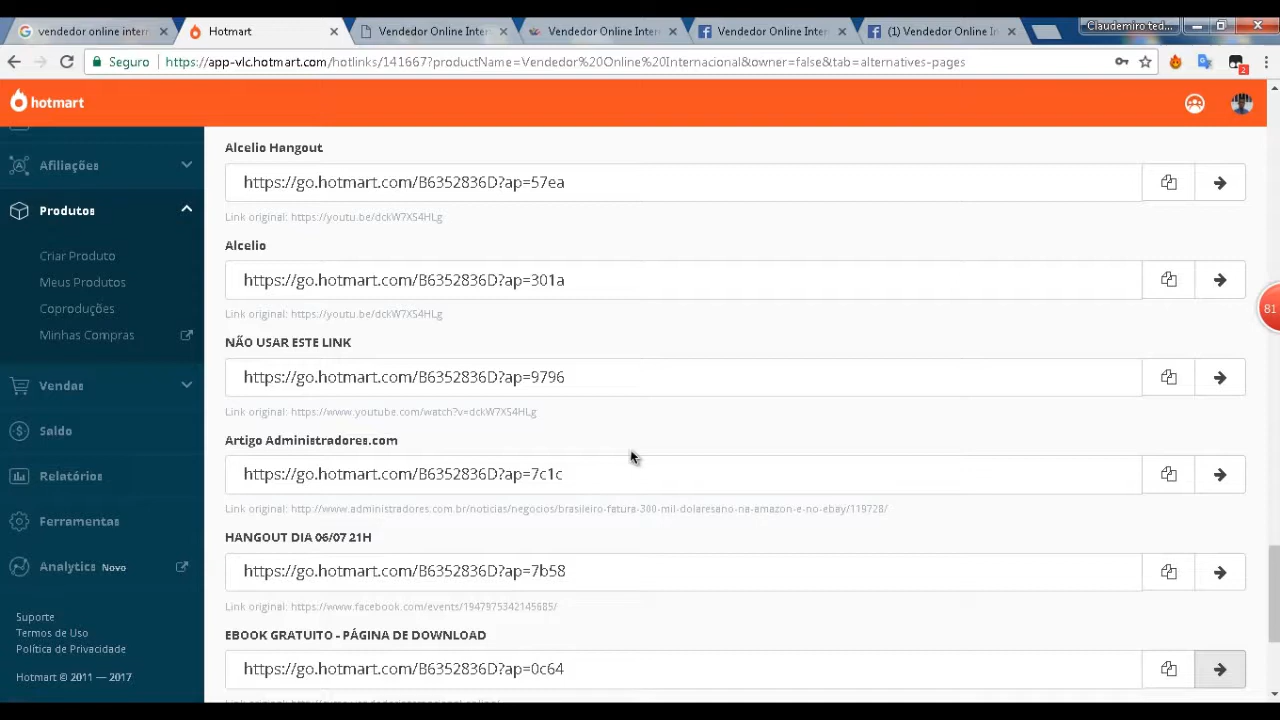 vendedor online intern
Hotmart
Vendedor Online Inter
Vendedor Online Inter
Vendedor Online Inter
(1) Vendedor Online In
Claudemiro ted...
Seguro
https://app-vlc.hotmart.com/hotlinks/141667?productName=Vendedor%20Online%20Internacional&owner=false&tab=alternatives-pages
2
hotmart
Afiliações
Produtos
Criar Produto
Meus Produtos
Coproduções
Minhas Compras
Vendas
Saldo
Relatórios
Ferramentas
Analytics Novo
Suporte
Termos de Uso
Política de Privacidade
Hotmart © 2011 — 2017
Alcelio Hangout
https://go.hotmart.com/B6352836D?ap=57ea
Link original: https://youtu.be/dckW7XS4HLg
Alcelio
https://go.hotmart.com/B6352836D?ap=301a
Link original: https://youtu.be/dckW7XS4HLg
NÃO USAR ESTE LINK
https://go.hotmart.com/B6352836D?ap=9796
Link original: https://www.youtube.com/watch?v=dckW7XS4HLg
Artigo Administradores.com
https://go.hotmart.com/B6352836D?ap=7c1c
Link original: http://www.administradores.com.br/noticias/negocios/brasileiro-fatura-300-mil-dolaresano-na-amazon-e-no-ebay/119728/
HANGOUT DIA 06/07 21H
https://go.hotmart.com/B6352836D?ap=7b58
Link original: https://www.facebook.com/events/1947975342145685/
EBOOK GRATUITO - PÁGINA DE DOWNLOAD
https://go.hotmart.com/B6352836D?ap=0c64
81